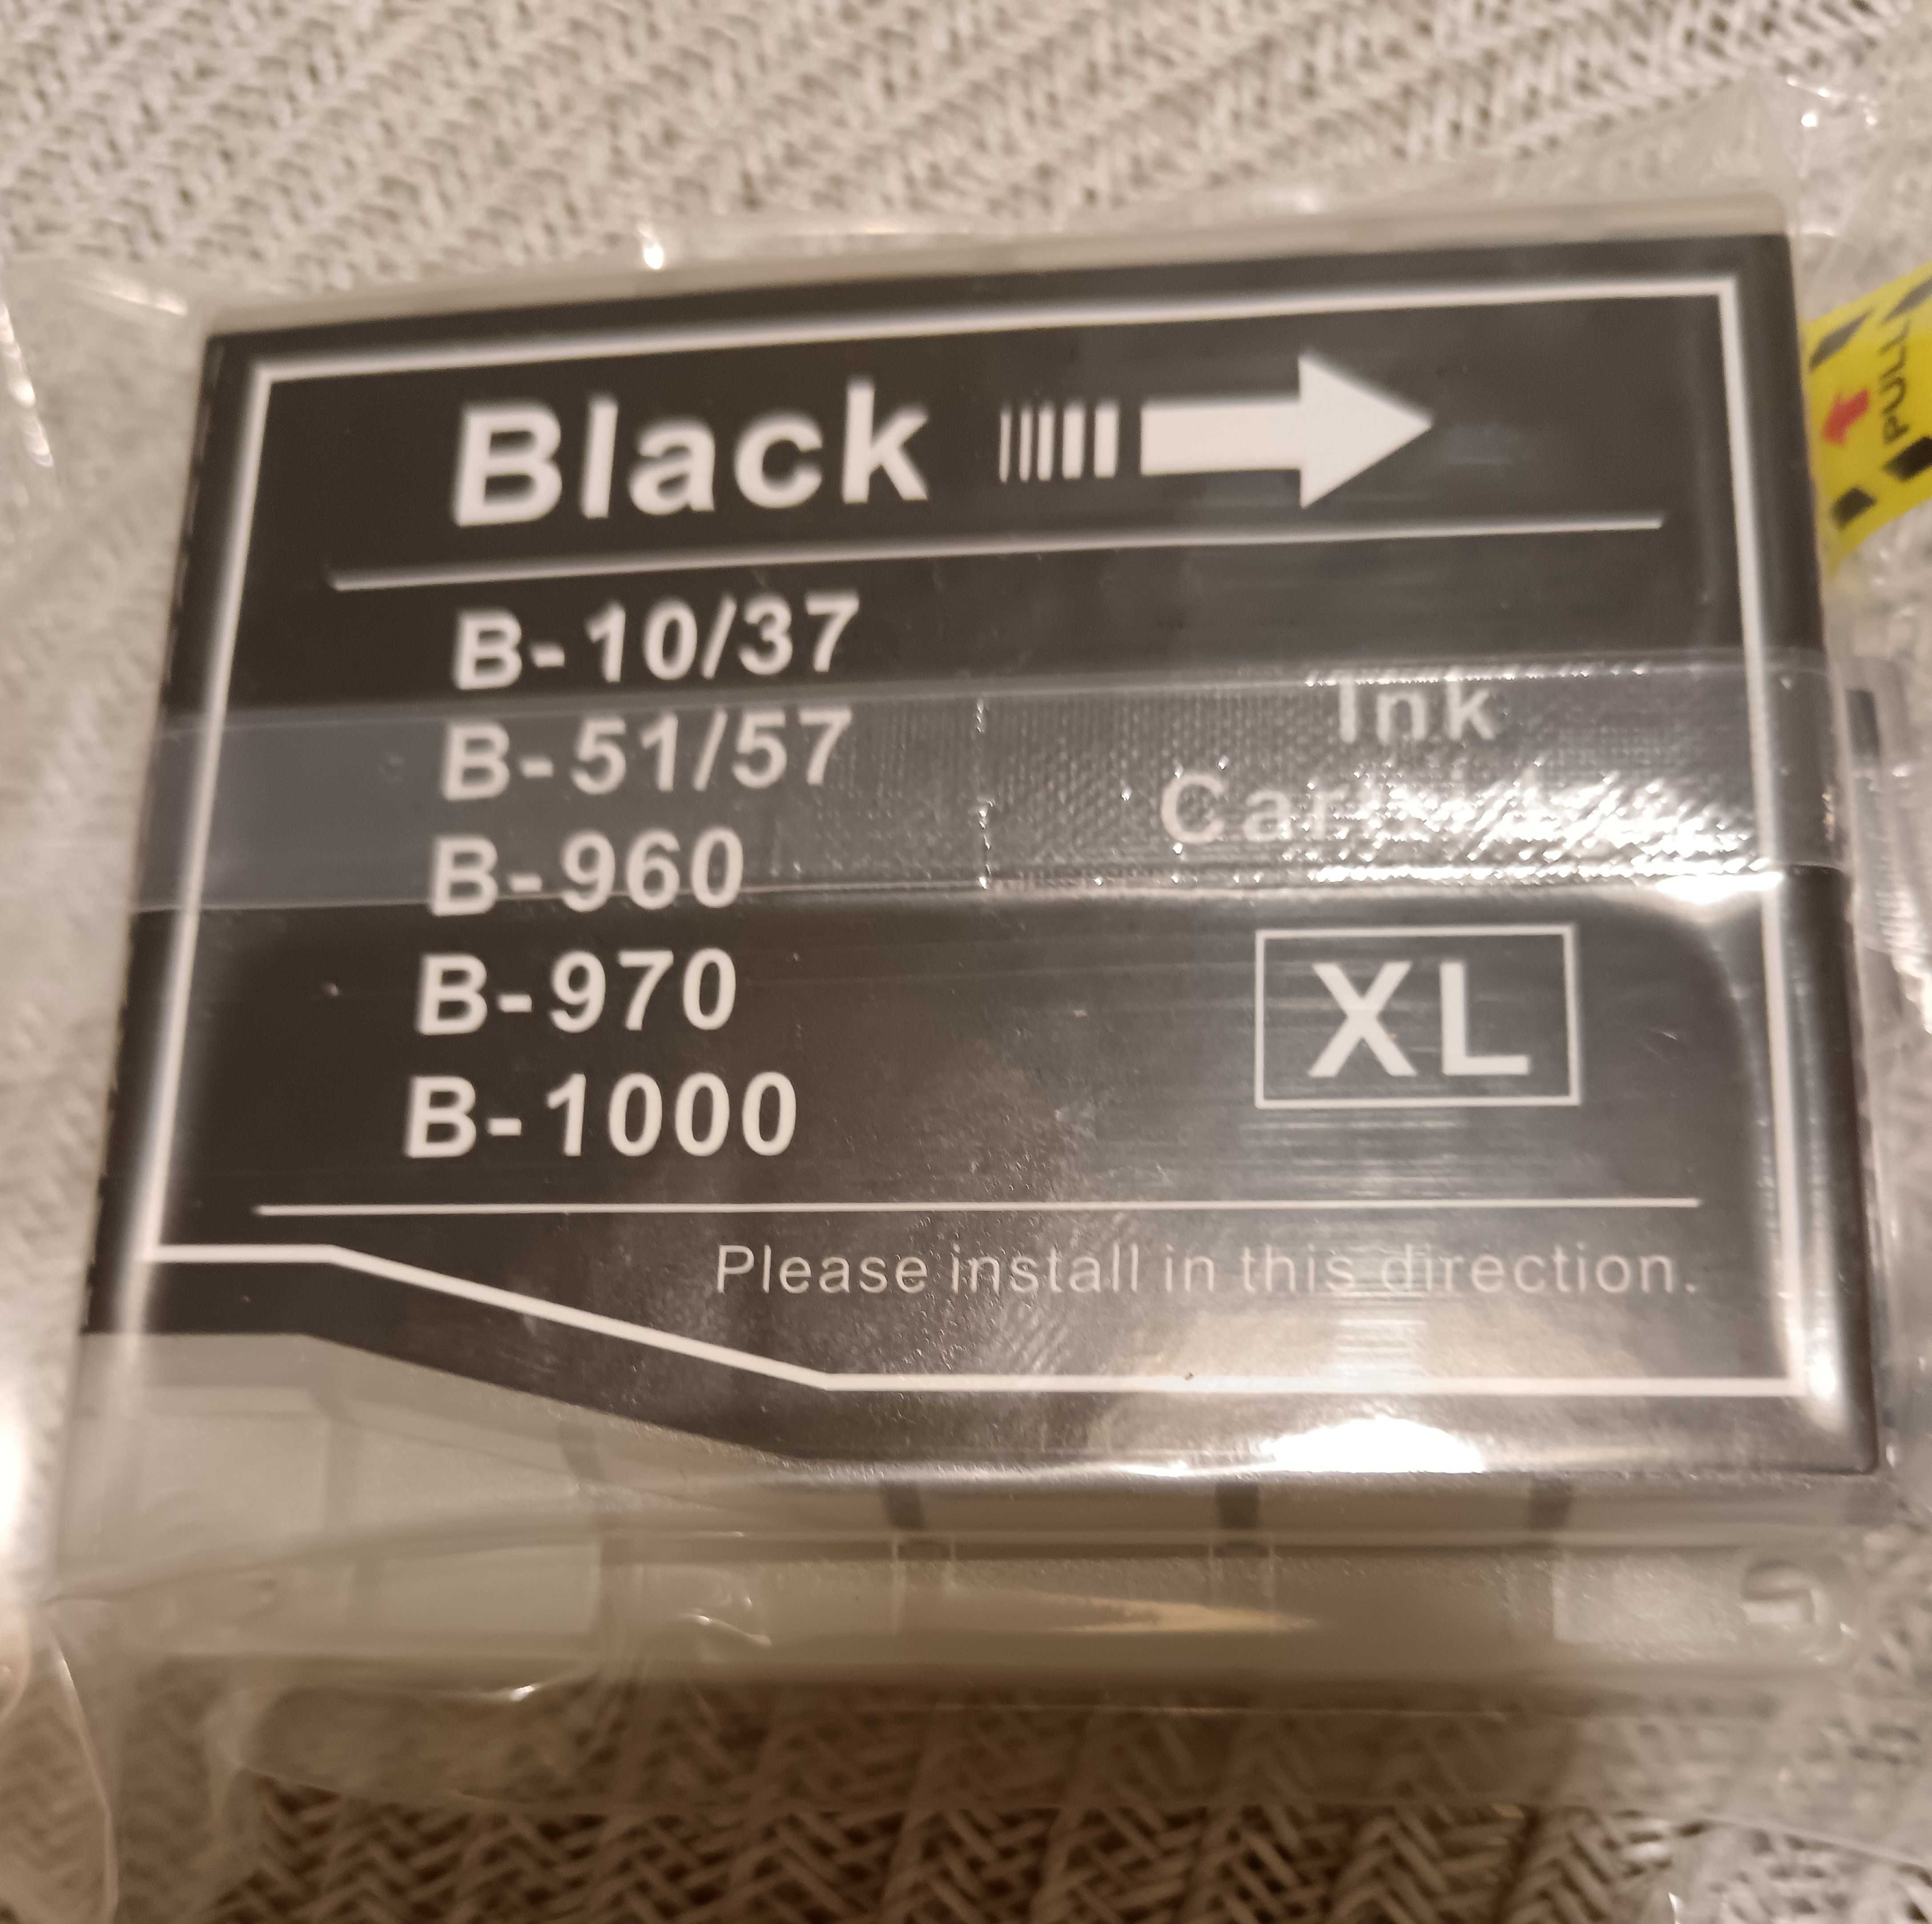 Black
B-10/37
B-51/57
B-960
B-970
B-1000
Ink
XL
Please install in this direction.
PULL